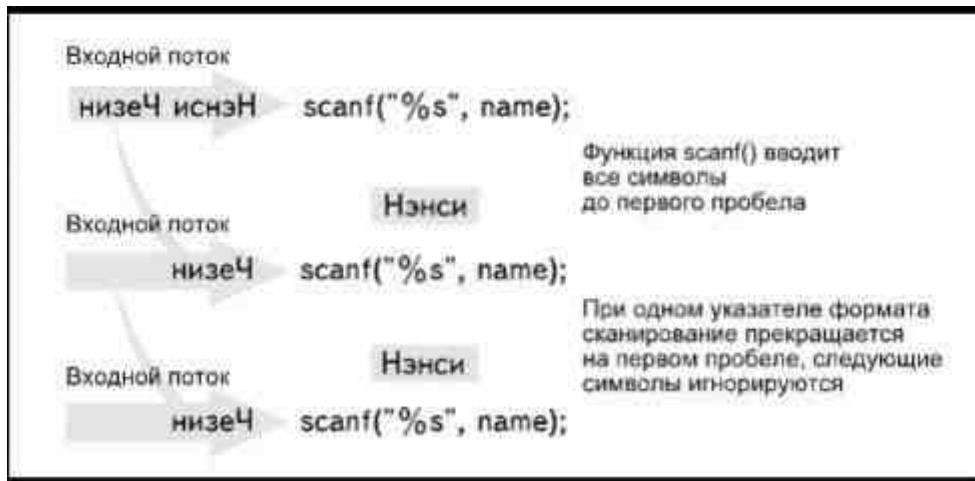 Входной поток
низеЧ иснэН scanf("%s", name);
Функция scanf() вводит
все символы
до первого пробела
Нэнси
Входной поток
низеЧ scanf("%s", name);
При одном указателе формата
сканирование прекращается
на первом пробеле, следующие
символы игнорируются
Нэнси
Входной поток
низеЧ scanf("%s", name);